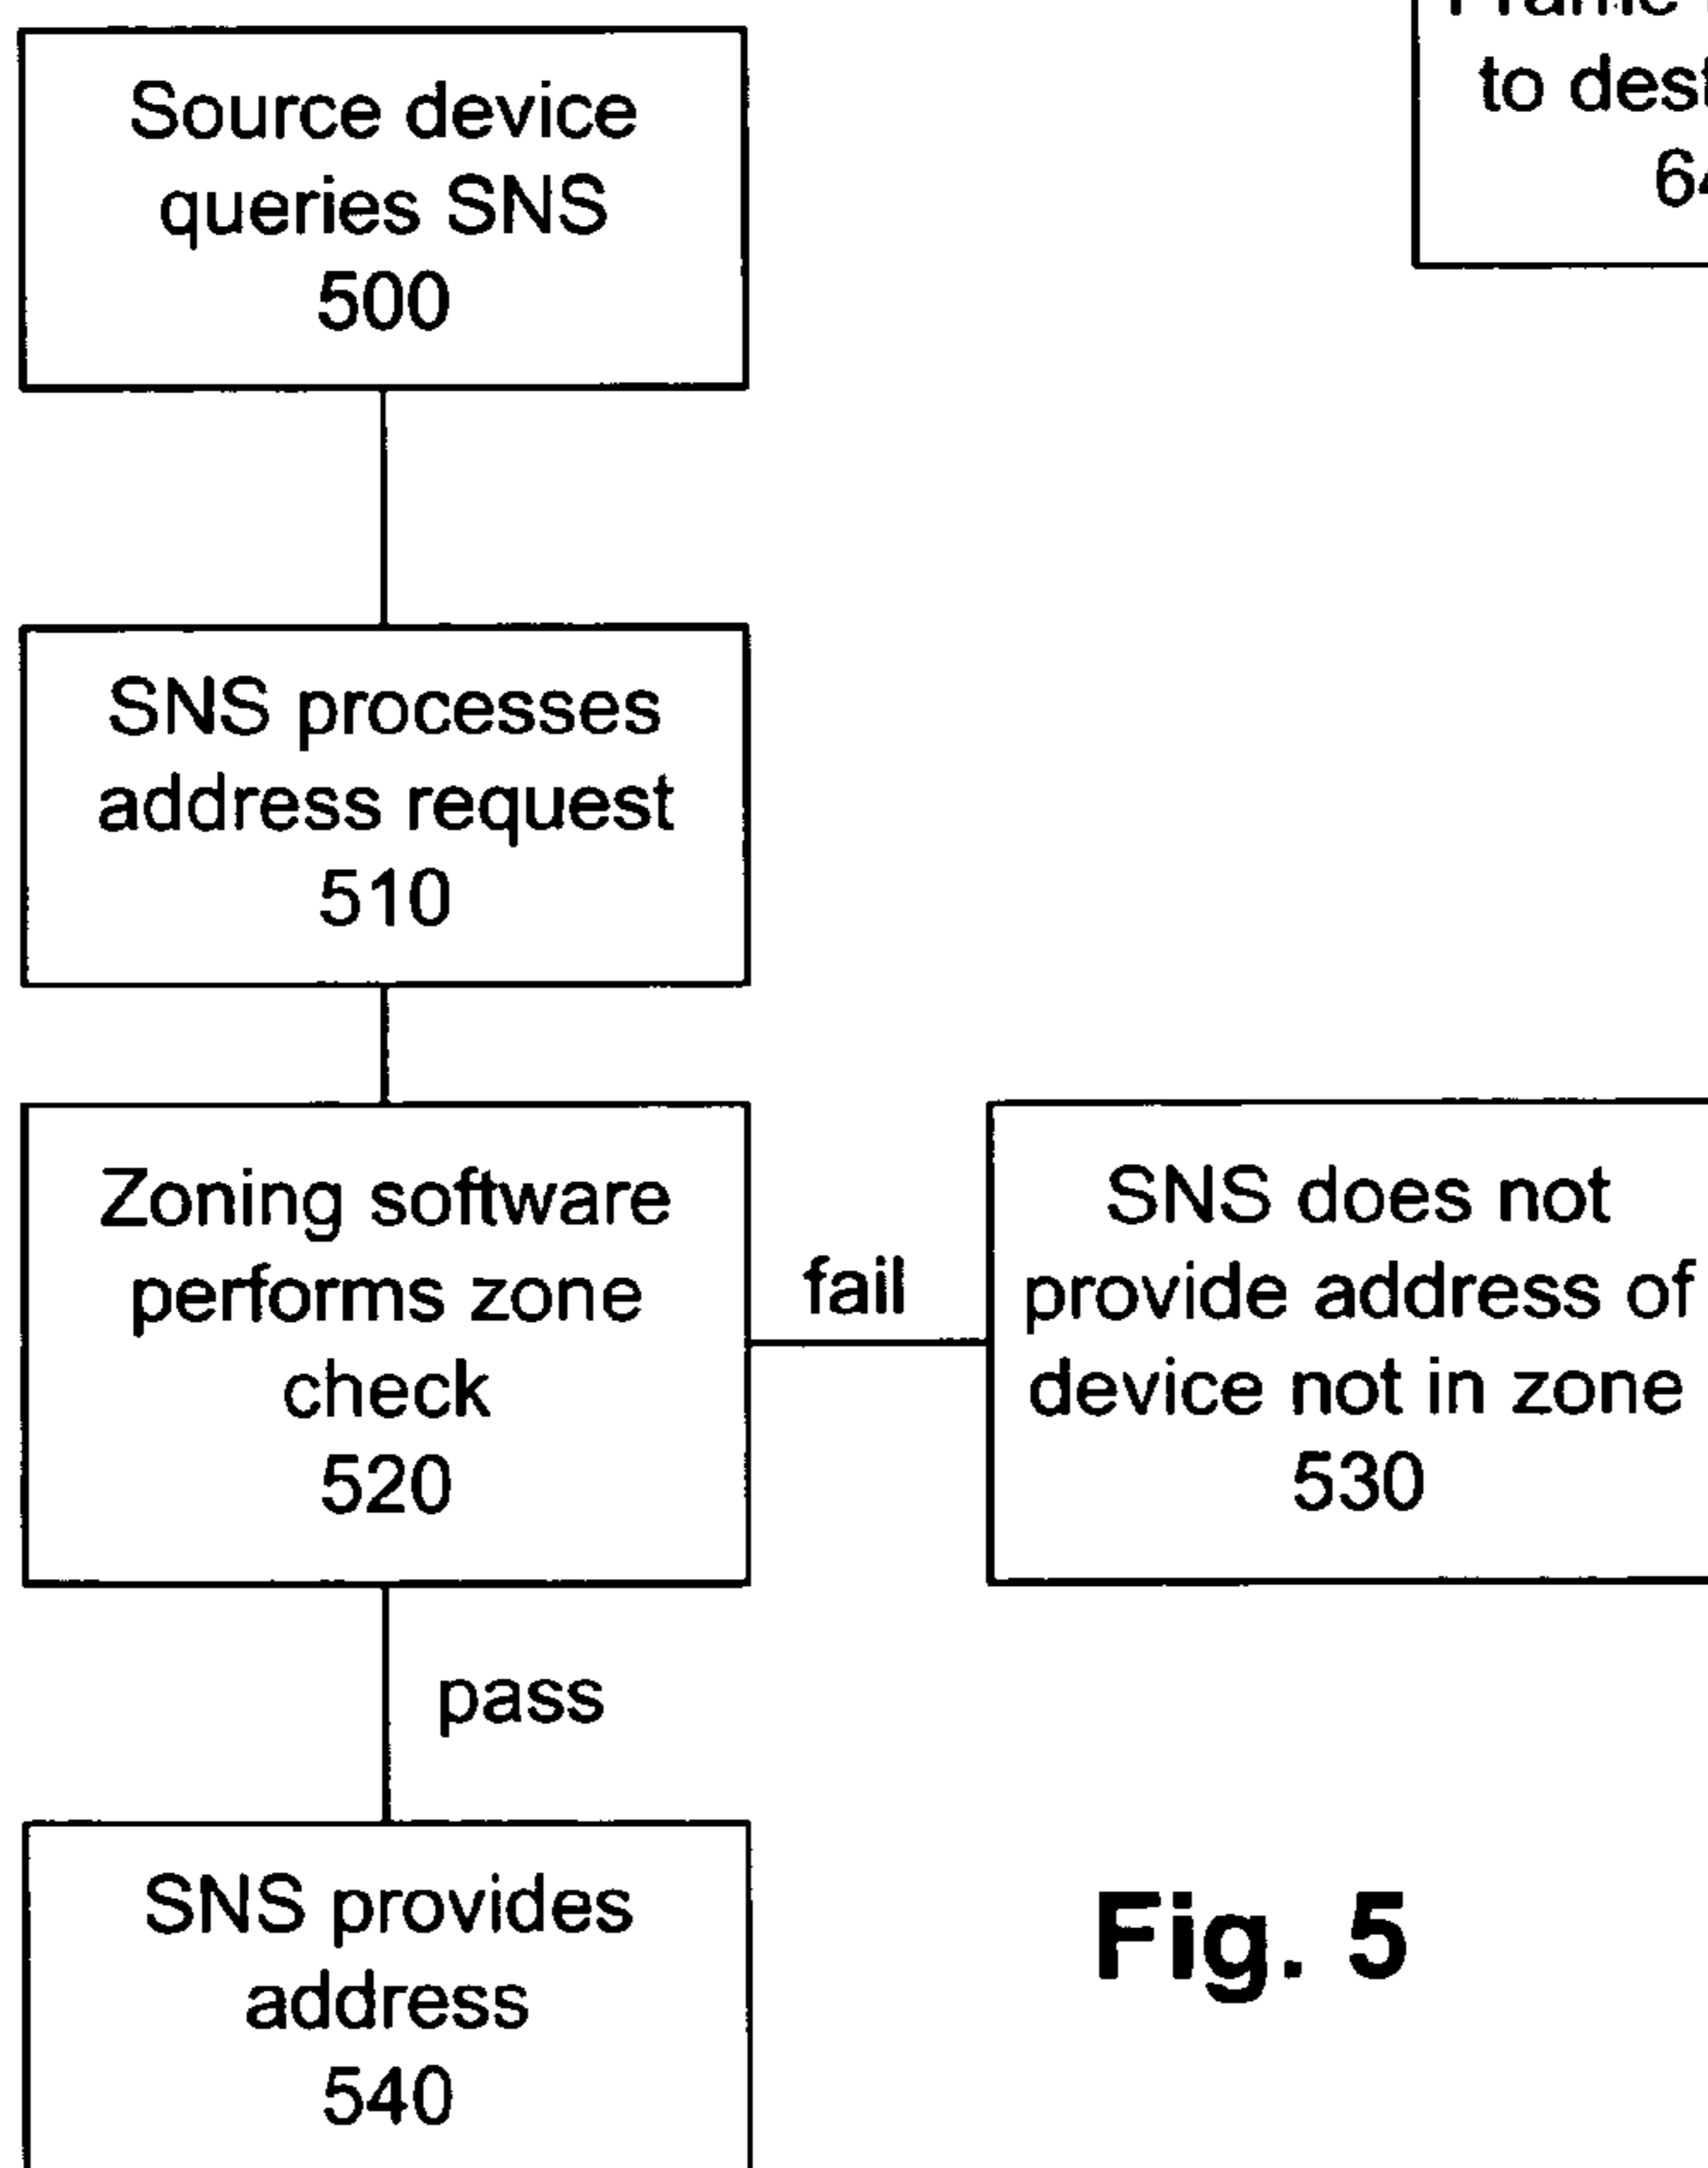 Source device
queries SNS
500
to
SNS processes
address request
510
Zoning software
performs zone
check
520
fail
SNS does not
provide address of
device not in zone
530
pass
SNS provides
address
540
Fig. 5